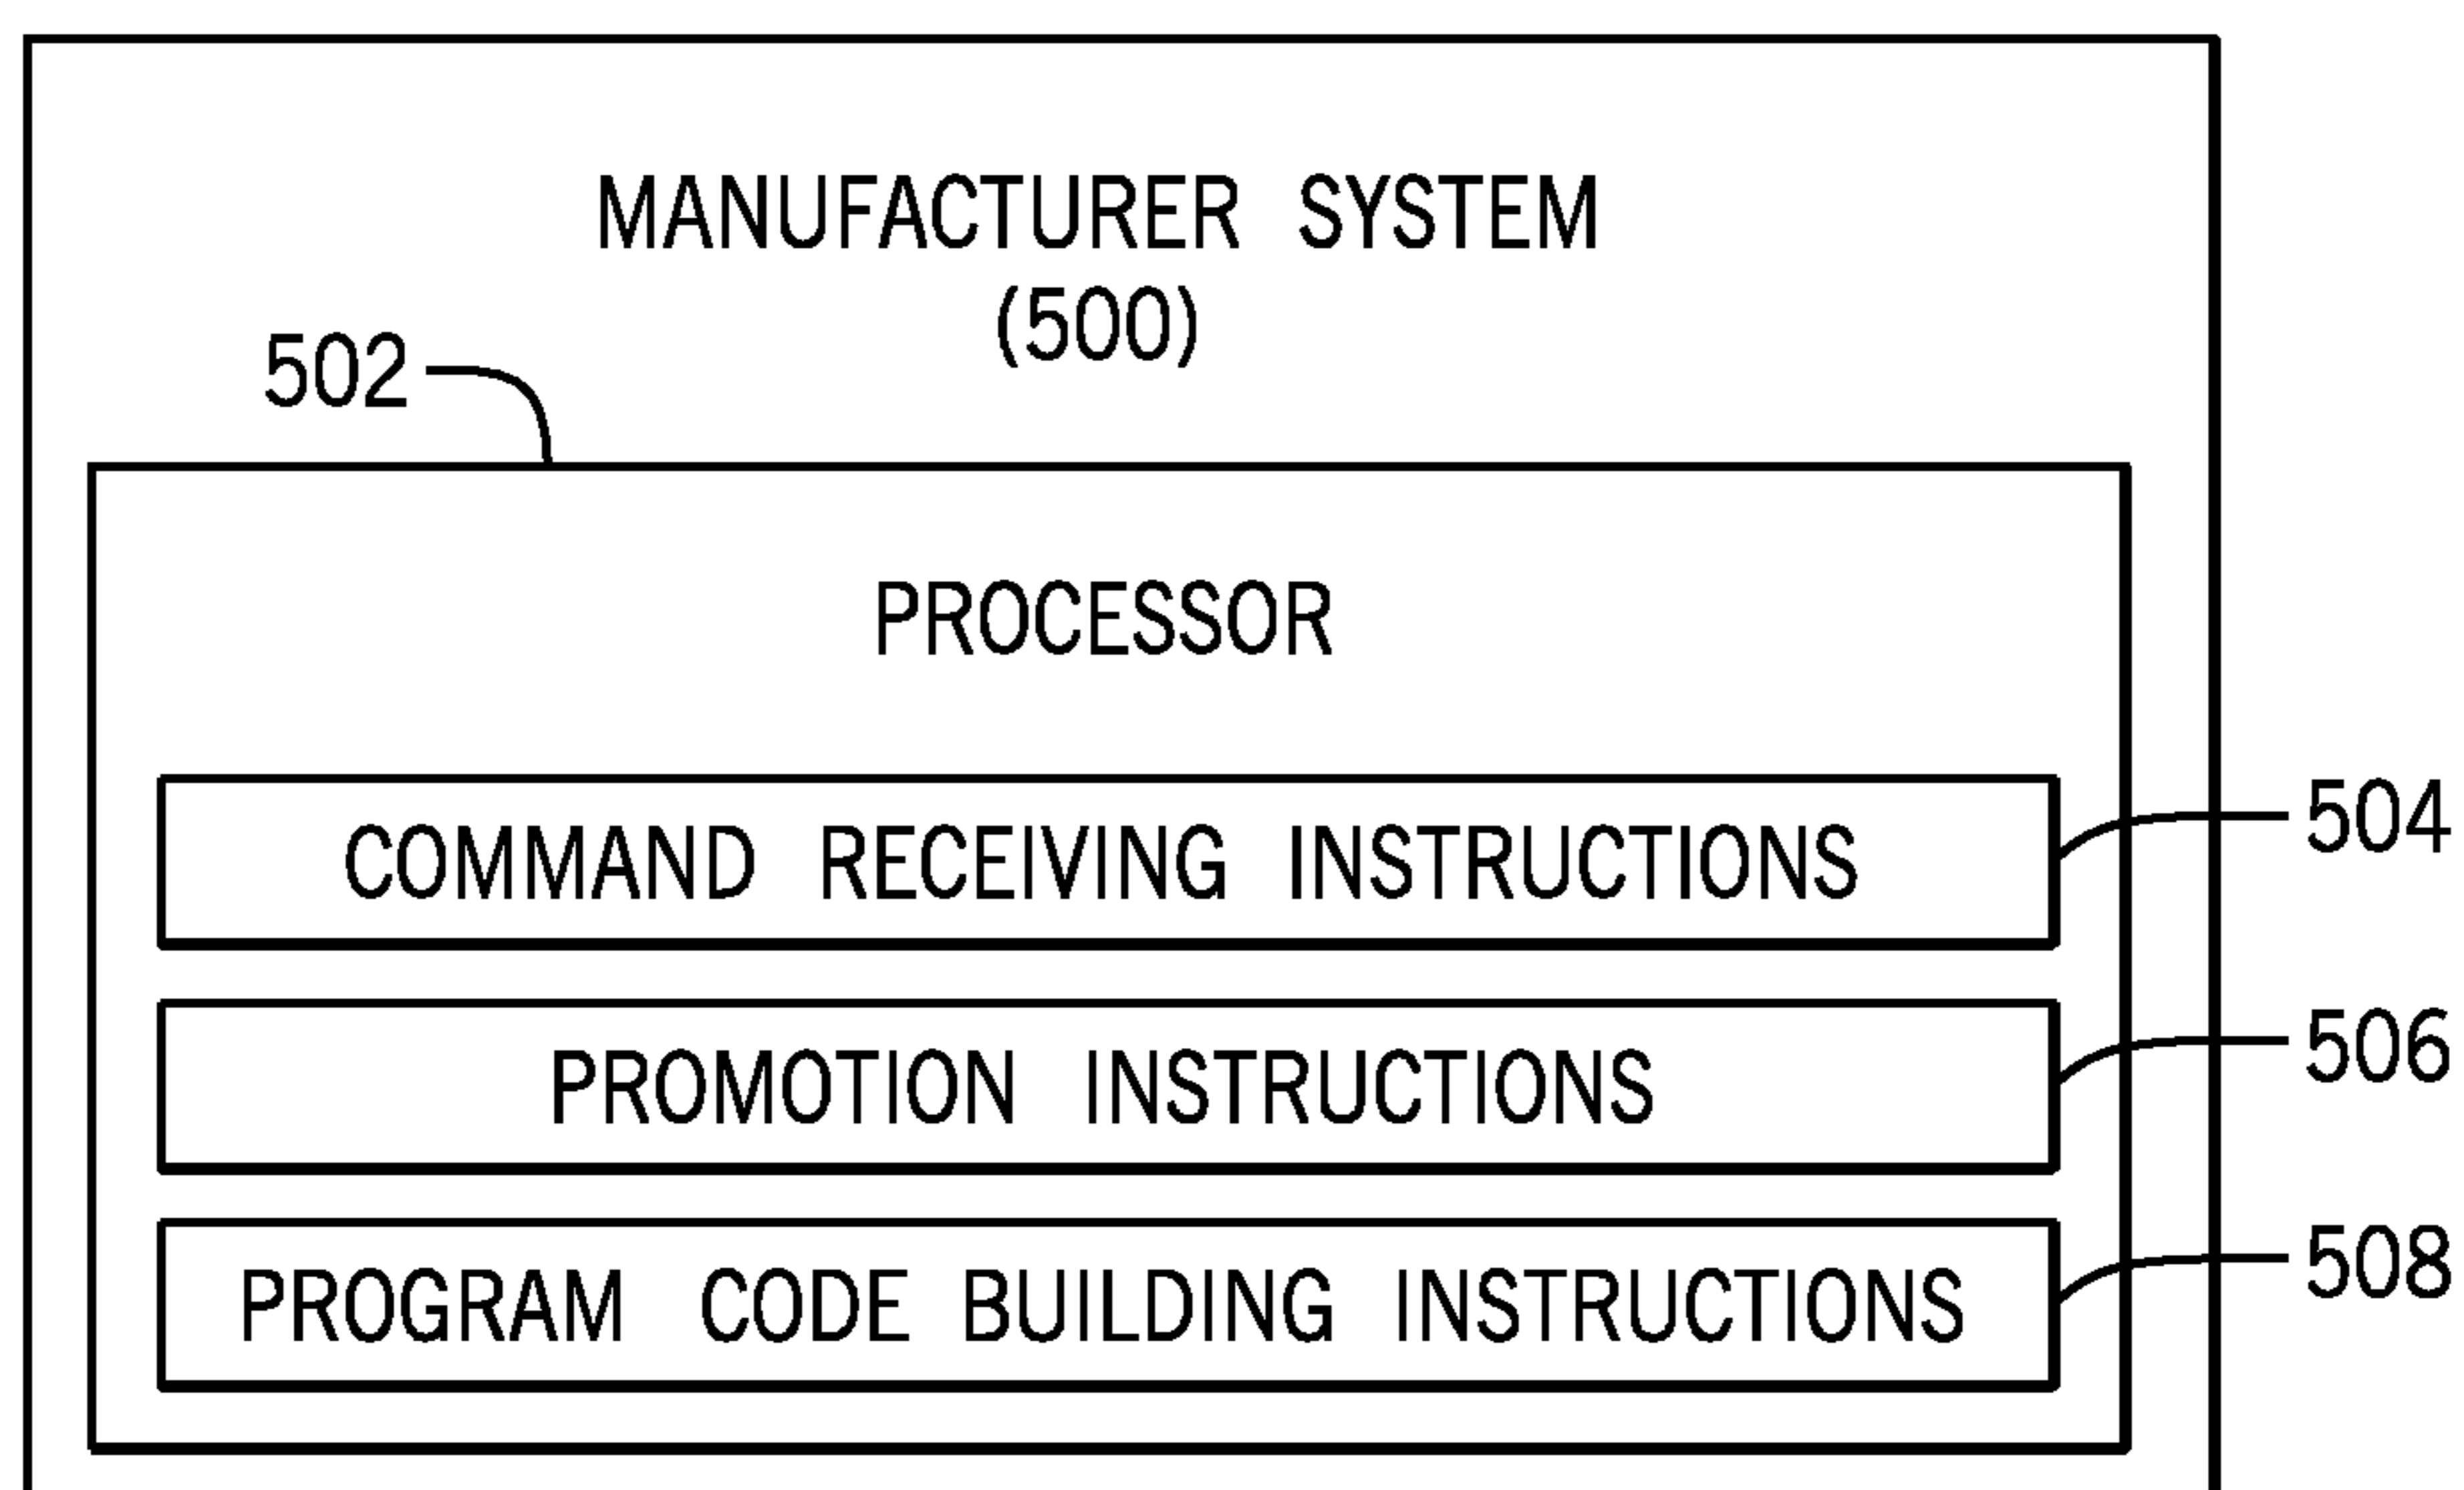 MANUFACTURER SYSTEM
(500)
502
PROCESSOR
COMMAND RECEIVING INSTRUCTIONS
504
PROMOTION INSTRUCTIONS
506
PROGRAM CODE BUILDING INSTRUCTIONS
508